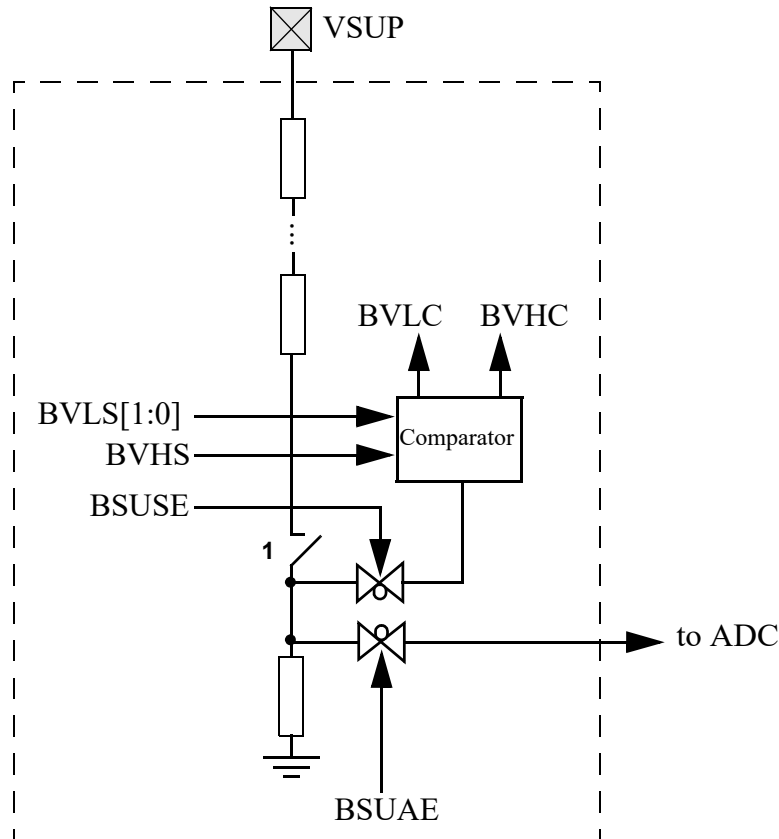 VSUP
...
BVLC
BVHC
BVLS[1:0]
BVHS
Comparator
BSUSE
1
to ADC
BSUAE